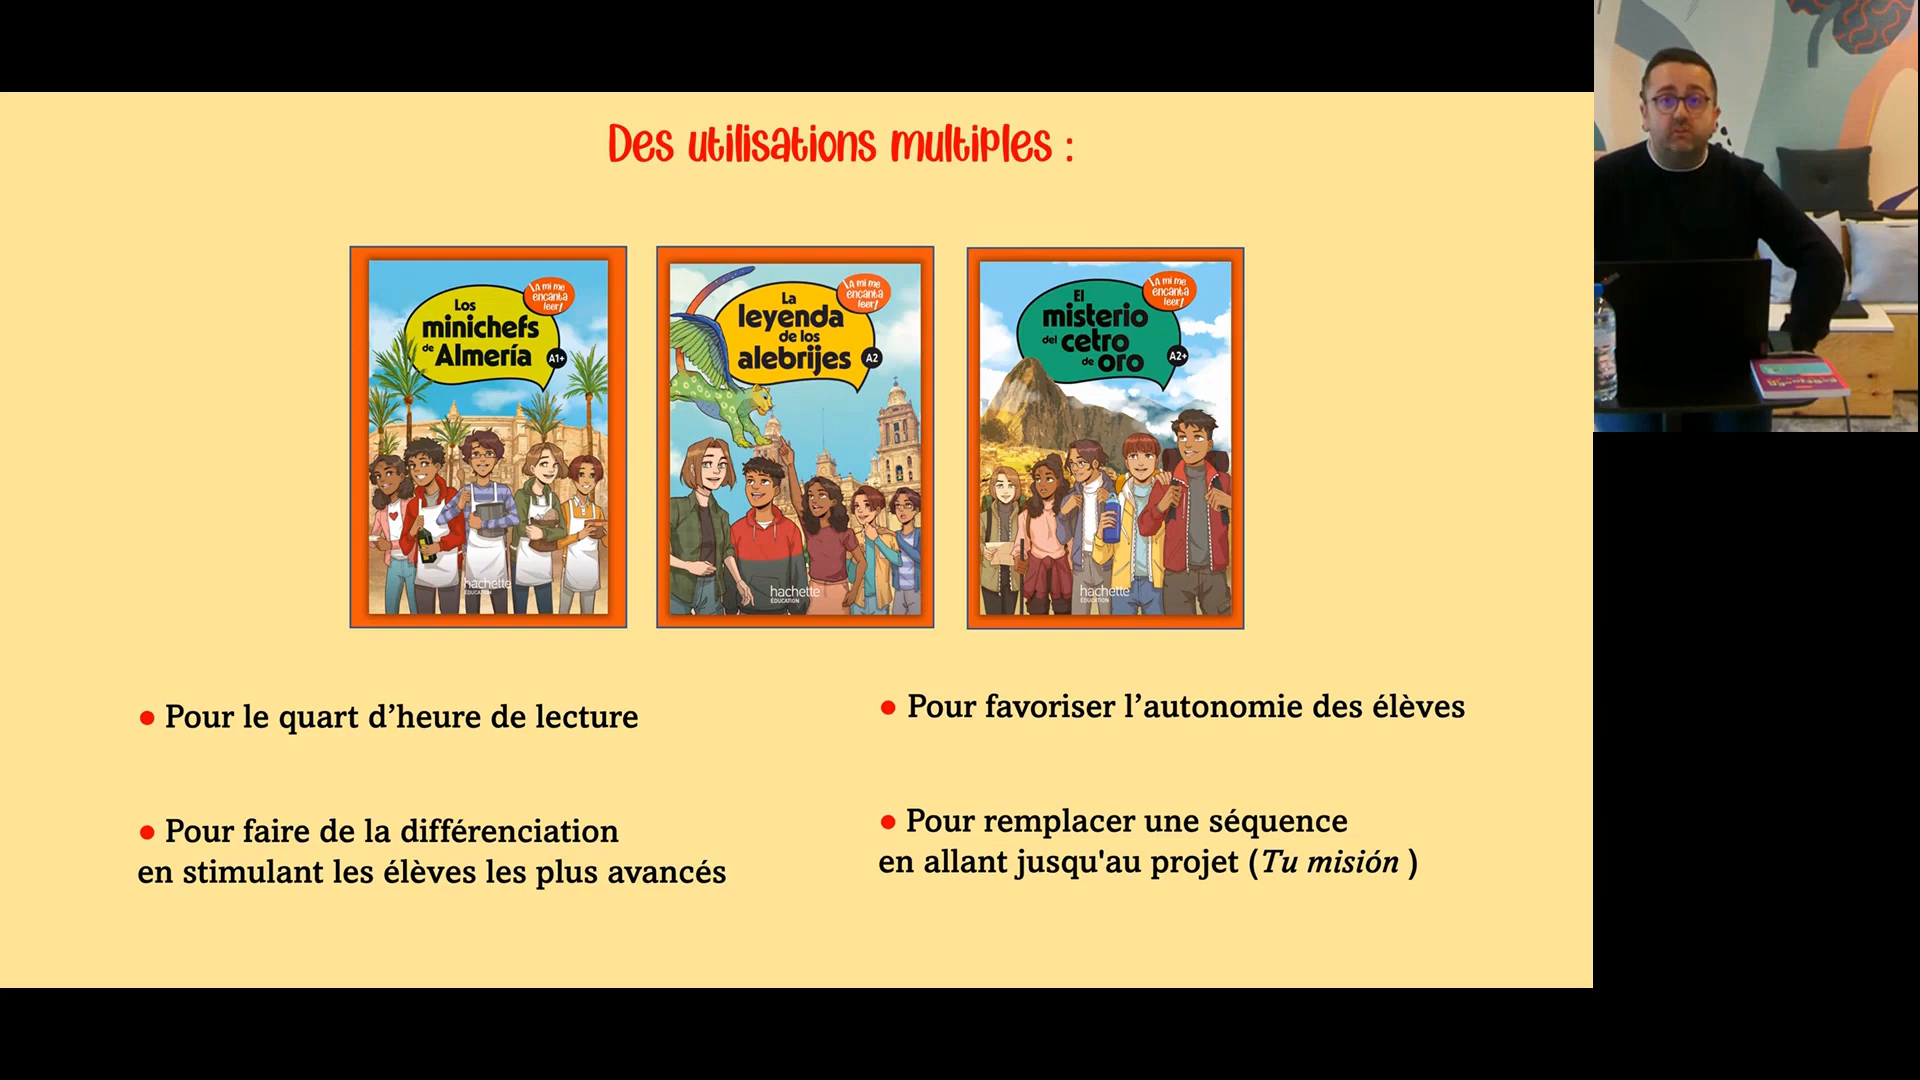 Des utilisations multiples :
Los
minichefs
de Almería
¡A mí me
encanta
leer!
A1+
hachette
ÉDUCATION
La
leyenda
de los
alebrijes
¡A mí me
encanta
leer!
A2
hachette
ÉDUCATION
El
misterio
del cetro
de oro
¡A mí me
encanta
leer!
A2+
hachette
ÉDUCATION
● Pour le quart d’heure de lecture
● Pour faire de la différenciation
en stimulant les élèves les plus avancés
● Pour favoriser l’autonomie des élèves
● Pour remplacer une séquence
en allant jusqu'au projet (Tu misión )